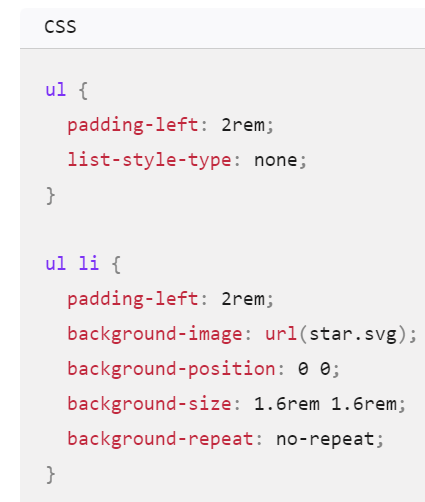 CSS
ul {
  padding-left: 2rem;
  list-style-type: none;
}

ul li {
  padding-left: 2rem;
  background-image: url(star.svg);
  background-position: 0 0;
  background-size: 1.6rem 1.6rem;
  background-repeat: no-repeat;
}